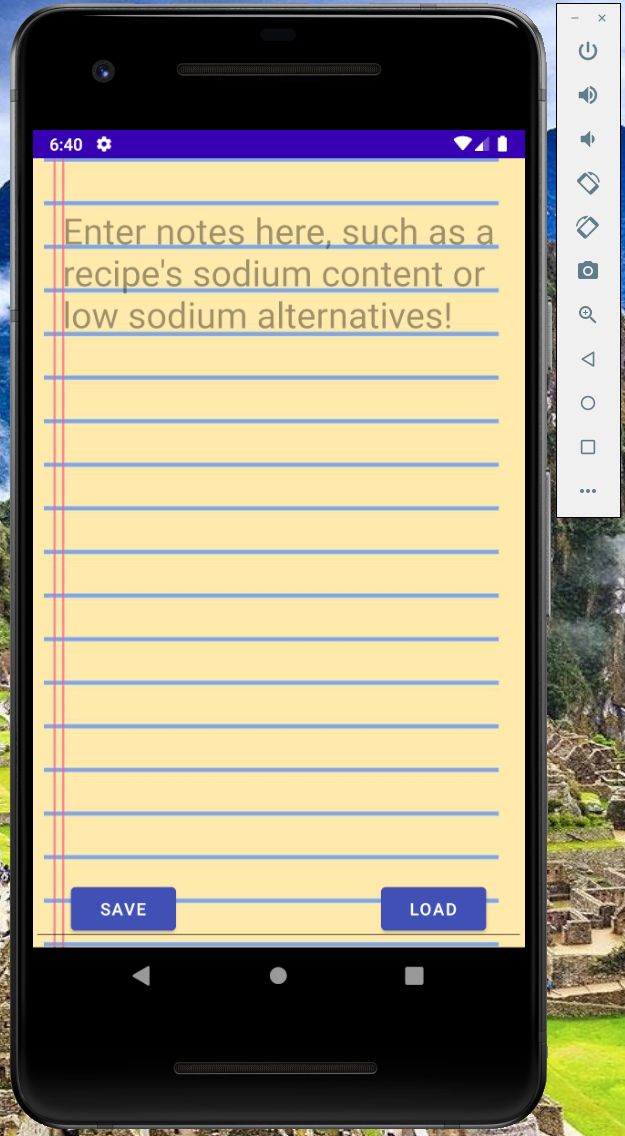 6:40
Enter notes here, such as a
recipe's sodium content or
low sodium alternatives!
SAVE
LOAD